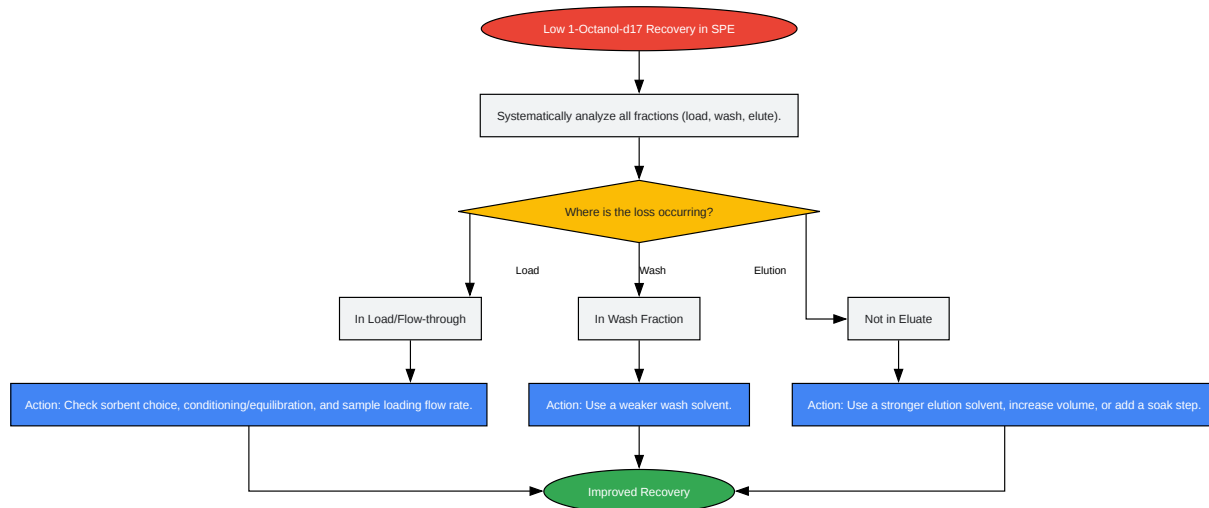 Low 1-Octanol-d17 Recovery in SPE
Systematically analyze all fractions (load, wash, elute).
Where is the loss occurring?
Load
Wash
Elution
In Load/Flow-through
In Wash Fraction
Not in Eluate
Action: Check sorbent choice, conditioning/equilibration, and sample loading flow rate.
Action: Use a weaker wash solvent.
Action: Use a stronger elution solvent, increase volume, or add a soak step.
Improved Recovery